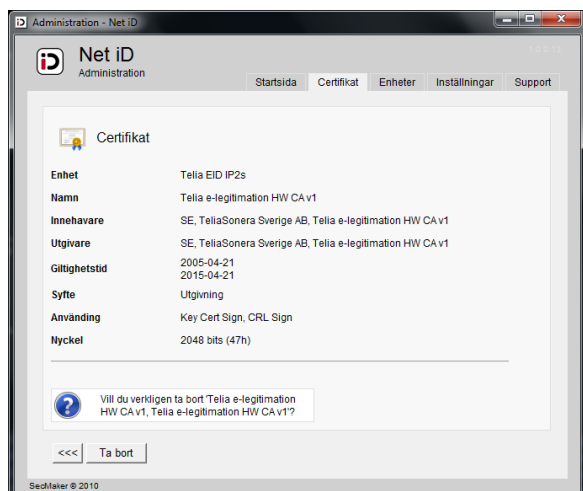 Administration - Net iD
Net iD
Administration
Startsida Certifikat Enheter Inställningar Support
Certifikat
Enhet Telia EID IP2s
Namn Telia e-legitimation HW CA v1
Innehavare SE, TeliaSonera Sverige AB, Telia e-legitimation HW CA v1
Utgivare SE, TeliaSonera Sverige AB, Telia e-legitimation HW CA v1
Giltighetstid 2005-04-21
2015-04-21
Syfte Utgivning
Använding Key Cert Sign, CRL Sign
Nyckel 2048 bits (47h)
Vill du verkligen ta bort 'Telia e-legitimation
HW CA v1, Telia e-legitimation HW CA v1'?
<<< Ta bort
SecMaker © 2010